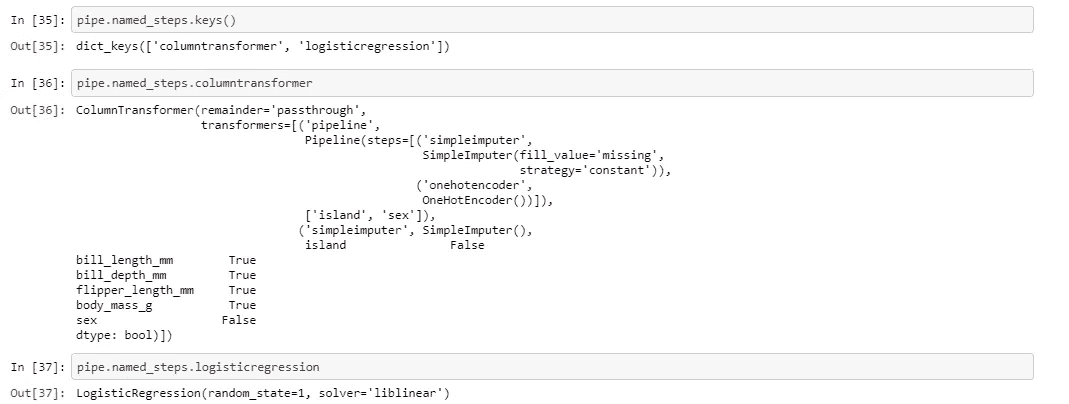 In [35]: pipe.named_steps.keys()
Out[35]: dict_keys(['columntransformer', 'logisticregression'])
In [36]: pipe.named_steps.columntransformer
Out[36]: ColumnTransformer(remainder='passthrough',
transformers=[('pipeline',
Pipeline(steps=[('simpleimputer',
SimpleImputer(fill_value='missing',
strategy='constant')),
('onehotencoder',
OneHotEncoder())]),
['island', 'sex']),
('simpleimputer', SimpleImputer(),
island False
bill_length_mm True
bill_depth_mm True
flipper_length_mm True
body_mass_g True
sex False
dtype: bool)])
In [37]: pipe.named_steps.logisticregression
Out[37]: LogisticRegression(random_state=1, solver='liblinear')